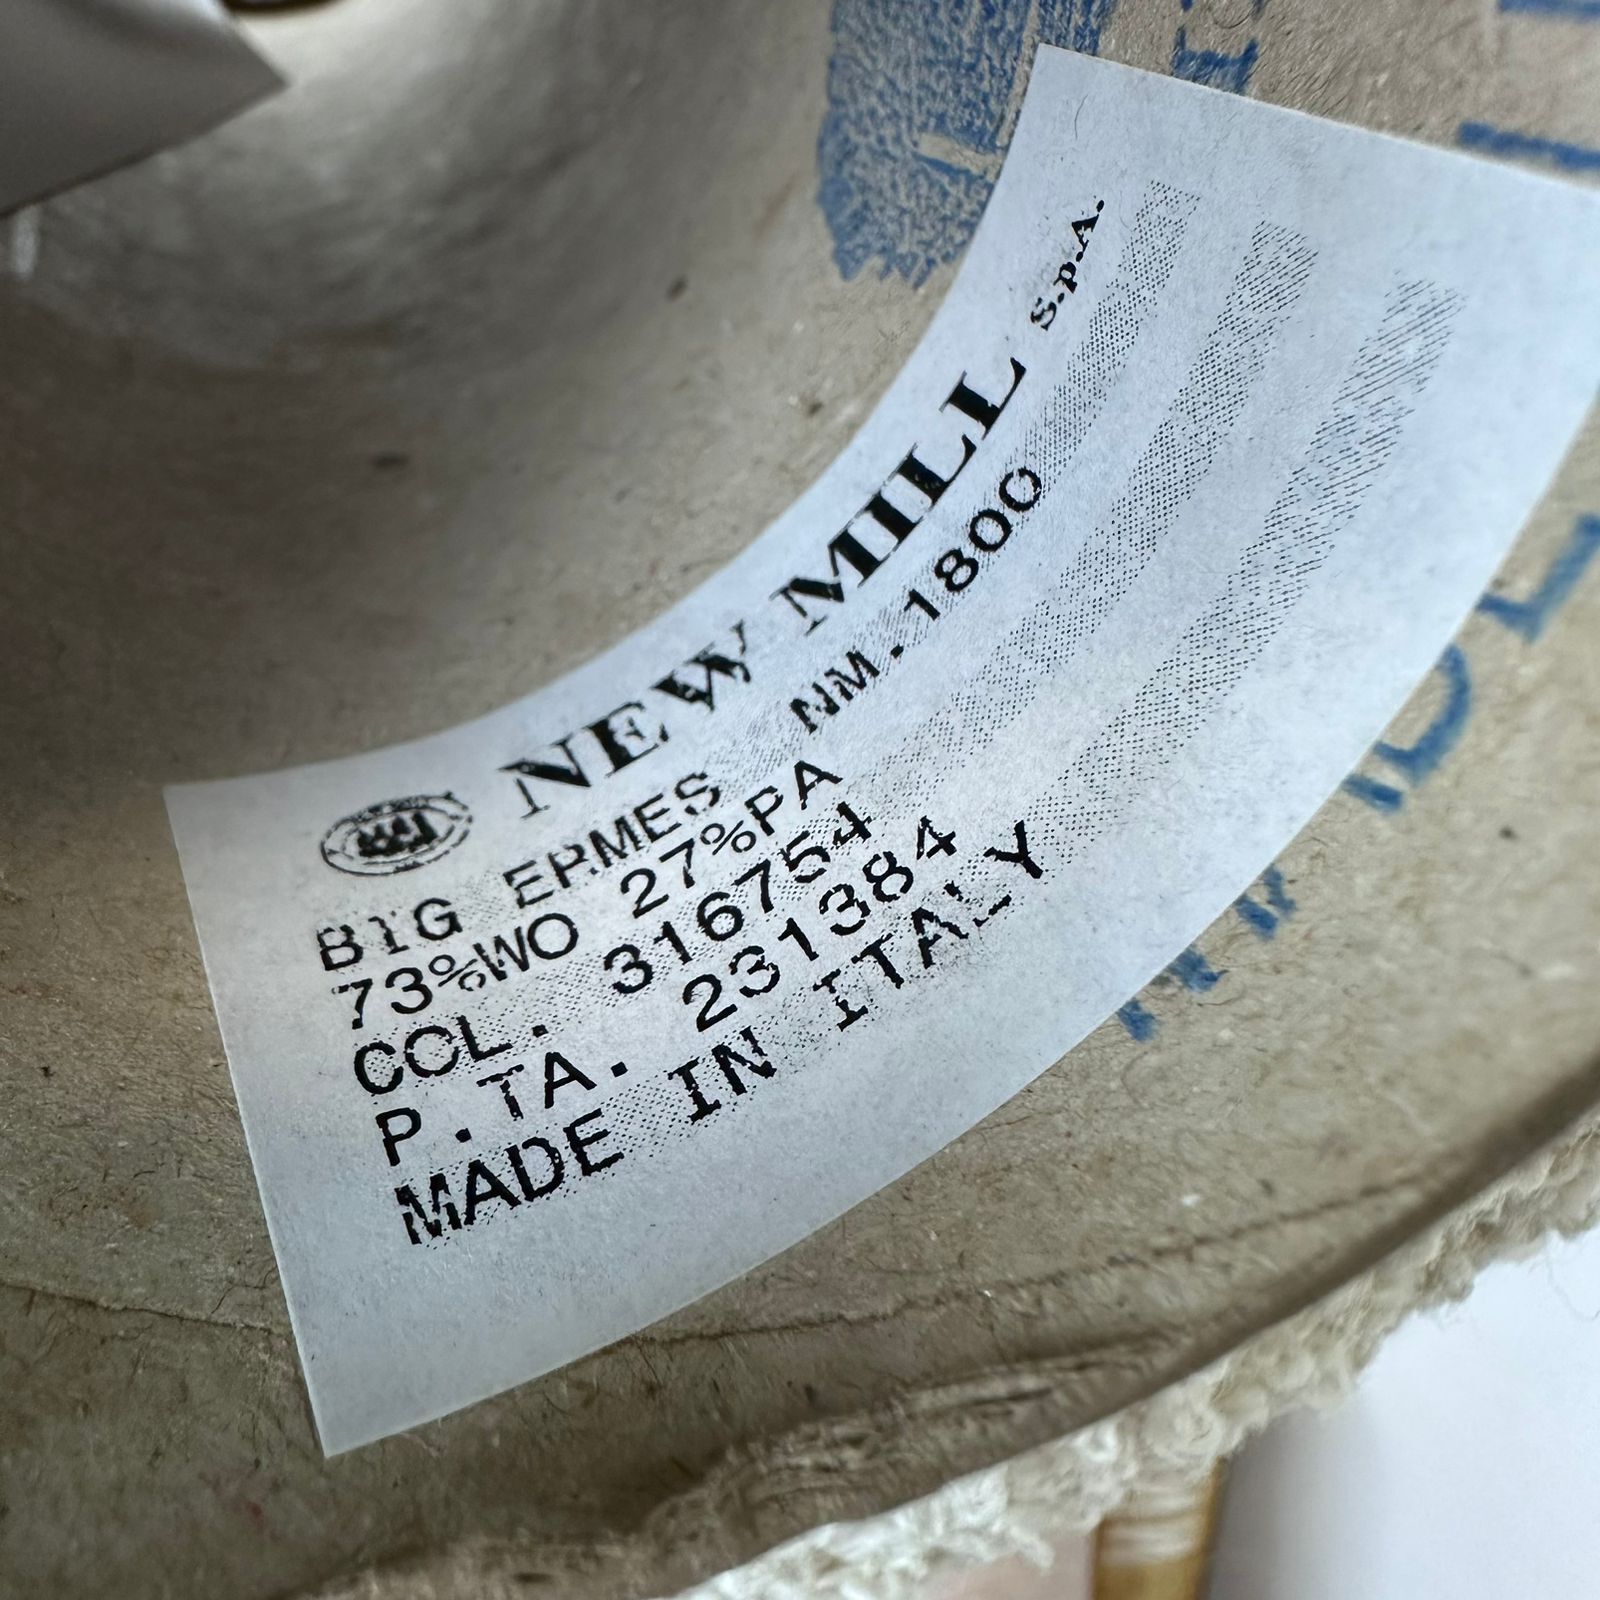 NEW MILL S.p.A.
BIG ERMES NM.1800
73%WO 27%PA
COL. 316754
P.TA. 231384
MADE IN ITALY